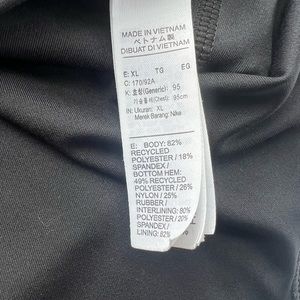 MADE IN VIETNAM
ベトナム製
DIBUAT DI VIETNAM
E: XL TG EG
C: 170/92A
K: 호칭(Generic): 95
가슴둘레(Chest): 95cm
IN: Ukuran: XL
Merek Barang: Nike
E: BODY: 82%
RECYCLED
POLYESTER / 18%
SPANDEX /
BOTTOM HEM:
49% RECYCLED
POLYESTER / 26%
NYLON / 25%
RUBBER /
INTERLINING: 80%
POLYESTER / 20%
SPANDEX /
LINING: 82%